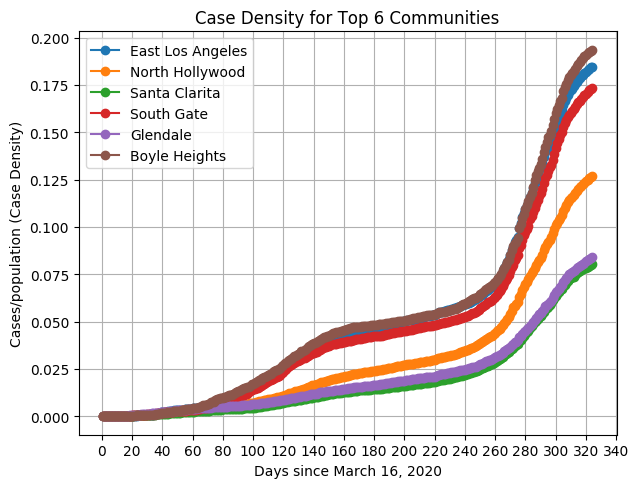 Case Density for Top 6 Communities
East Los Angeles
North Hollywood
Santa Clarita
South Gate
Glendale
Boyle Heights
Cases/population (Case Density)
0.200
0.175
0.150
0.125
0.100
0.075
0.050
0.025
0.000
0 20 40 60 80 100 120 140 160 180 200 220 240 260 280 300 320 340
Days since March 16, 2020